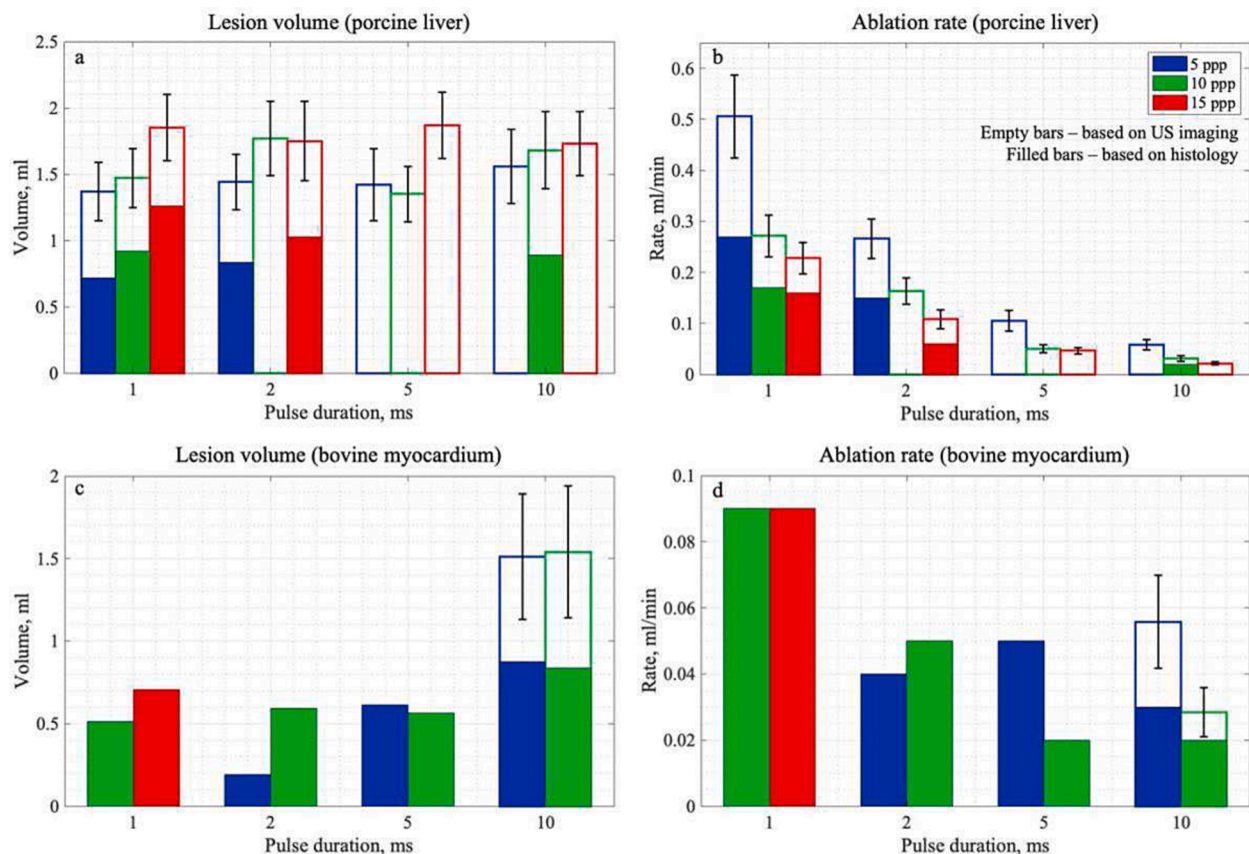 Lesion volume (porcine liver)
a
2.5
2
1.5
1
0.5
0
Volume, ml
1 2 5 10
Pulse duration, ms
Ablation rate (porcine liver)
b
5 ppp
10 ppp
15 ppp
Empty bars – based on US imaging
Filled bars – based on histology
0.6
0.5
0.4
0.3
0.2
0.1
0
Rate, ml/min
1 2 5 10
Pulse duration, ms
Lesion volume (bovine myocardium)
c
2
1.5
1
0.5
0
Volume, ml
1 2 5 10
Pulse duration, ms
Ablation rate (bovine myocardium)
d
0.1
0.08
0.06
0.04
0.02
0
Rate, ml/min
1 2 5 10
Pulse duration, ms